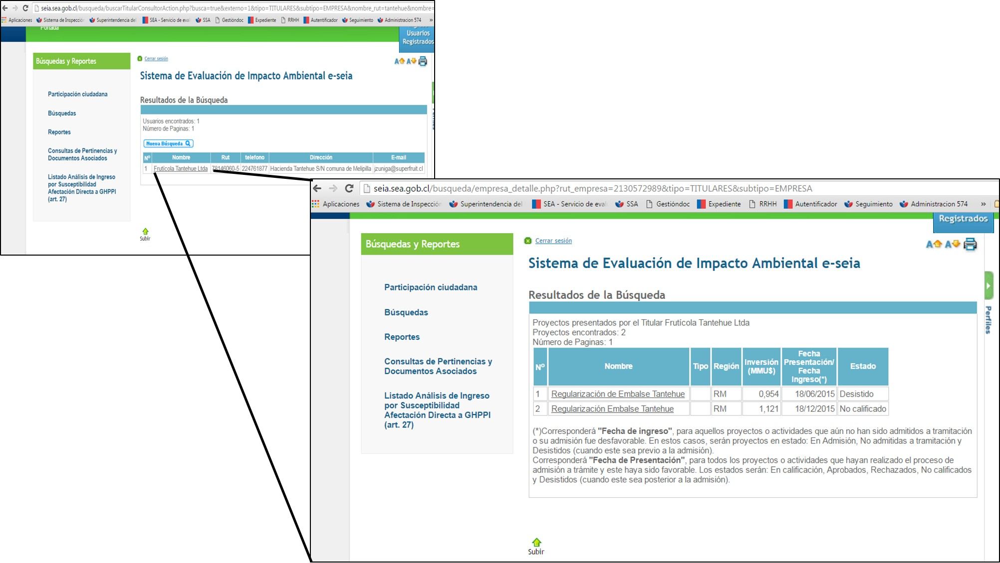 seia.sea.gob.cl/busqueda/buscarTitularConsultorAction.php?busca=true&externo=1&tipo=TITULARES&subtipo=EMPRESA&nombre_rut=tantehue&nombre=
Aplicaciones Sistema de Inspecció Superintendencia del SEA - Servicio de eval SSA Gestióndoc Expediente RRHH Autentificador Seguimiento Administracion 574 »
Portada
Usuarios
Registrados
Búsquedas y Reportes
Participación ciudadana
Búsquedas
Reportes
Consultas de Pertinencias y
Documentos Asociados
Listado Análisis de Ingreso
por Susceptibilidad
Afectación Directa a GHPPI
(art. 27)
Cerrar sesión
A A
Sistema de Evaluación de Impacto Ambiental e-seia
Resultados de la Búsqueda
Usuarios encontrados: 1
Número de Paginas: 1
Nueva Búsqueda
Nº Nombre Rut telefono Dirección E-mail
1 Frutícola Tantehue Ltda 78146060-5 224761877 Hacienda Tantehue S/N comuna de Melipilla jzuniga@superfruit.cl
Subir
seia.sea.gob.cl/busqueda/empresa_detalle.php?rut_empresa=2130572989&tipo=TITULARES&subtipo=EMPRESA
Aplicaciones Sistema de Inspecció Superintendencia del SEA - Servicio de eval SSA Gestióndoc Expediente RRHH Autentificador Seguimiento Administracion 574 »
Registrados
Búsquedas y Reportes
Participación ciudadana
Búsquedas
Reportes
Consultas de Pertinencias y
Documentos Asociados
Listado Análisis de Ingreso
por Susceptibilidad
Afectación Directa a GHPPI
(art. 27)
Cerrar sesión
A A
Sistema de Evaluación de Impacto Ambiental e-seia
Perfiles
Resultados de la Búsqueda
Proyectos presentados por el Titular Frutícola Tantehue Ltda
Proyectos encontrados: 2
Número de Paginas: 1
Nº Nombre Tipo Región Inversión (MMU$) Fecha Presentación/ Fecha Ingreso(*) Estado
1 Regularización de Embalse Tantehue RM 0,954 18/06/2015 Desistido
2 Regularización Embalse Tantehue RM 1,121 18/12/2015 No calificado
(*)Corresponderá "Fecha de ingreso", para aquellos proyectos o actividades que aún no han sido admitidos a tramitación
o su admisión fue desfavorable. En estos casos, serán proyectos en estado: En Admisión, No admitidas a tramitación y
Desistidos (cuando este sea previo a la admisión).
Corresponderá "Fecha de Presentación", para todos los proyectos o actividades que hayan realizado el proceso de
admisión a trámite y este haya sido favorable. Los estados serán: En calificación, Aprobados, Rechazados, No calificados
y Desistidos (cuando este sea posterior a la admisión).
Subir